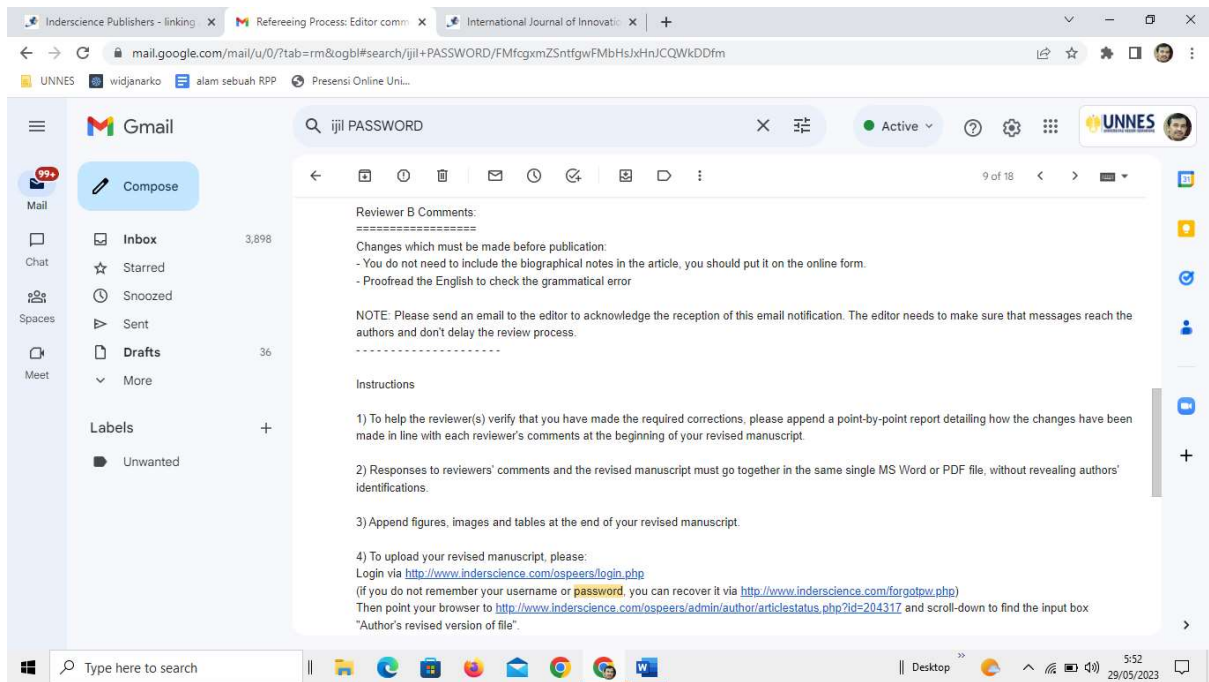 Inderscience Publishers - linking
Refereeing Process: Editor comm
International Journal of Innovatio
mail.google.com/mail/u/0/?tab=rm&ogbl#search/ijil+PASSWORD/FMfcgxmZSntfgwFMbHsJxHnJCQWkDDfm
UNNES
widjanarko
alam sebuah RPP
Presensi Online Uni...
Gmail
ijil PASSWORD
Active
UNNES
99+
Mail
Chat
Spaces
Meet
Compose
Inbox 3,898
Starred
Snoozed
Sent
Drafts 36
More
Labels
Unwanted
9 of 18
31
Reviewer B Comments:
==================
Changes which must be made before publication:
- You do not need to include the biographical notes in the article, you should put it on the online form.
- Proofread the English to check the grammatical error
NOTE: Please send an email to the editor to acknowledge the reception of this email notification. The editor needs to make sure that messages reach the
authors and don't delay the review process.
- - - - - - - - - - - - - - - - - - - - -
Instructions
1) To help the reviewer(s) verify that you have made the required corrections, please append a point-by-point report detailing how the changes have been
made in line with each reviewer's comments at the beginning of your revised manuscript.
2) Responses to reviewers' comments and the revised manuscript must go together in the same single MS Word or PDF file, without revealing authors'
identifications.
3) Append figures, images and tables at the end of your revised manuscript.
4) To upload your revised manuscript, please:
Login via http://www.inderscience.com/ospeers/login.php
(if you do not remember your username or password, you can recover it via http://www.inderscience.com/forgotpw.php)
Then point your browser to http://www.inderscience.com/ospeers/admin/author/articlestatus.php?id=204317 and scroll-down to find the input box
"Author's revised version of file".
Type here to search
Desktop
5:52
29/05/2023